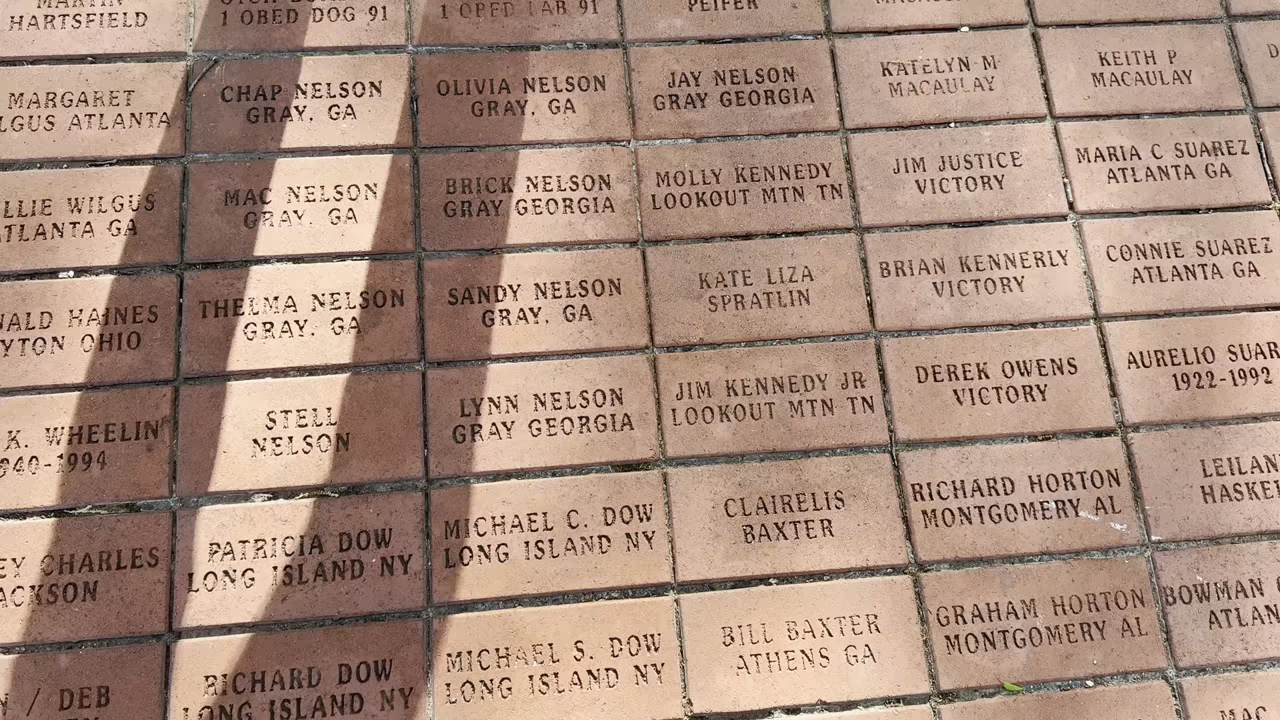 MARTIN
HARTSFIELD
1 OBED DOG 91
1 OBED LAB 91
PEIFER
MARGARET
LGUS ATLANTA
CHAP NELSON
GRAY, GA
OLIVIA NELSON
GRAY, GA
JAY NELSON
GRAY GEORGIA
KATELYN M
MACAULAY
KEITH P
MACAULAY
LLIE WILGUS
ATLANTA GA
MAC NELSON
GRAY, GA
BRICK NELSON
GRAY GEORGIA
MOLLY KENNEDY
LOOKOUT MTN TN
JIM JUSTICE
VICTORY
MARIA C SUAREZ
ATLANTA GA
NALD HAINES
YTON OHIO
THELMA NELSON
GRAY, GA
SANDY NELSON
GRAY, GA
KATE LIZA
SPRATLIN
BRIAN KENNERLY
VICTORY
CONNIE SUAREZ
ATLANTA GA
K. WHEELIN
940-1994
STELL
NELSON
LYNN NELSON
GRAY GEORGIA
JIM KENNEDY JR
LOOKOUT MTN TN
DEREK OWENS
VICTORY
AURELIO SUAR
1922-1992
EY CHARLES
ACKSON
PATRICIA DOW
LONG ISLAND NY
MICHAEL C. DOW
LONG ISLAND NY
CLAIRELIS
BAXTER
RICHARD HORTON
MONTGOMERY AL
LEILAN
HASKE
/ DEB
RICHARD DOW
LONG ISLAND NY
MICHAEL S. DOW
LONG ISLAND NY
BILL BAXTER
ATHENS GA
GRAHAM HORTON
MONTGOMERY AL
BOWMAN
ATLAN
MAC